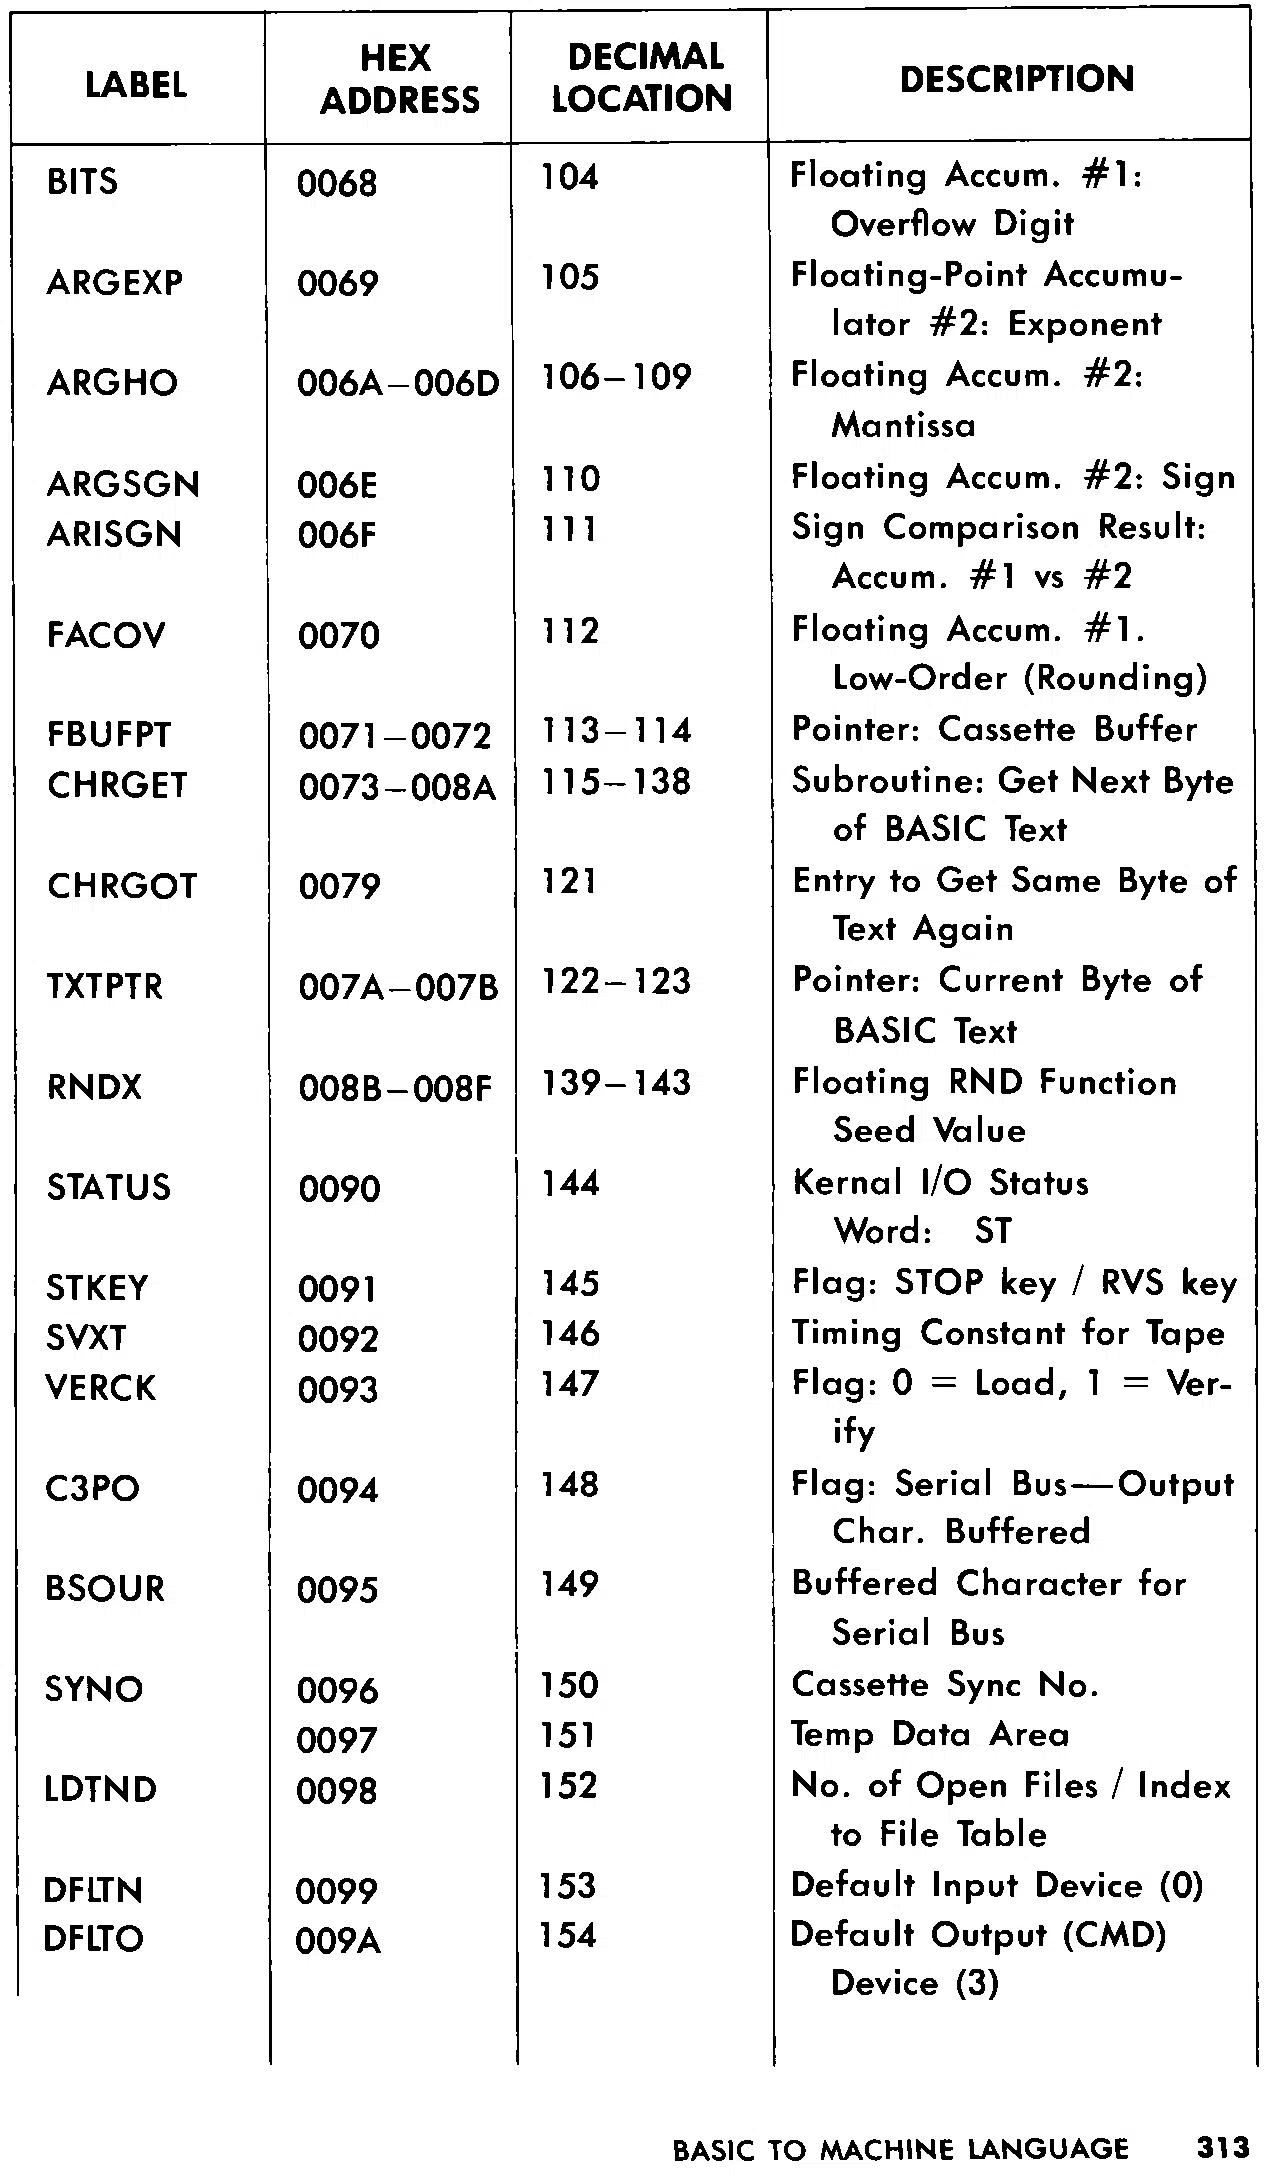 LABEL HEX ADDRESS DECIMAL LOCATION DESCRIPTION
BITS 0068 104 Floating Accum. #1:
Overflow Digit
ARGEXP 0069 105 Floating-Point Accumu-
lator #2: Exponent
ARGHO 006A–006D 106–109 Floating Accum. #2:
Mantissa
ARGSGN 006E 110 Floating Accum. #2: Sign
ARISGN 006F 111 Sign Comparison Result:
Accum. #1 vs #2
FACOV 0070 112 Floating Accum. #1.
Low-Order (Rounding)
FBUFPT 0071–0072 113–114 Pointer: Cassette Buffer
CHRGET 0073–008A 115–138 Subroutine: Get Next Byte
of BASIC Text
CHRGOT 0079 121 Entry to Get Same Byte of
Text Again
TXTPTR 007A–007B 122–123 Pointer: Current Byte of
BASIC Text
RNDX 008B–008F 139–143 Floating RND Function
Seed Value
STATUS 0090 144 Kernal I/O Status
Word: ST
STKEY 0091 145 Flag: STOP key / RVS key
SVXT 0092 146 Timing Constant for Tape
VERCK 0093 147 Flag: 0 = Load, 1 = Ver-
ify
C3PO 0094 148 Flag: Serial Bus—Output
Char. Buffered
BSOUR 0095 149 Buffered Character for
Serial Bus
SYNO 0096 150 Cassette Sync No.
0097 151 Temp Data Area
LDTND 0098 152 No. of Open Files / Index
to File Table
DFLTN 0099 153 Default Input Device (0)
DFLTO 009A 154 Default Output (CMD)
Device (3)
BASIC TO MACHINE LANGUAGE 313